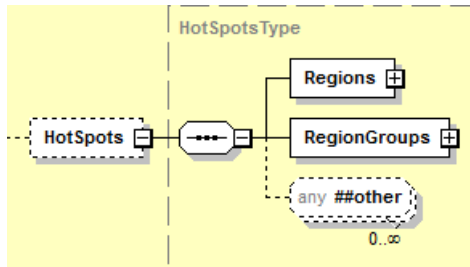 HotSpotsType
Regions
HotSpots
RegionGroups
any ##other
0..∞